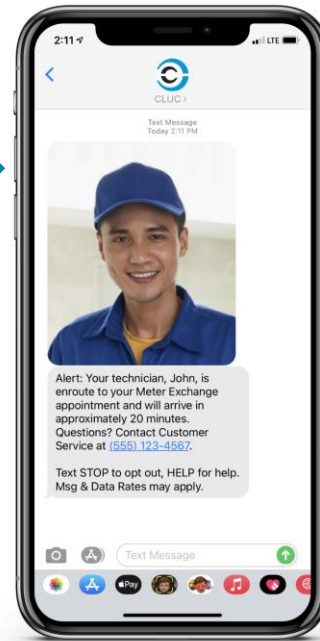 2:11
LTE
CLUC >
Text Message
Today 2:11 PM
Alert: Your technician, John, is
enroute to your Meter Exchange
appointment and will arrive in
approximately 20 minutes.
Questions? Contact Customer
Service at (555) 123-4567.
Text STOP to opt out, HELP for help.
Msg & Data Rates may apply.
Text Message
Pay